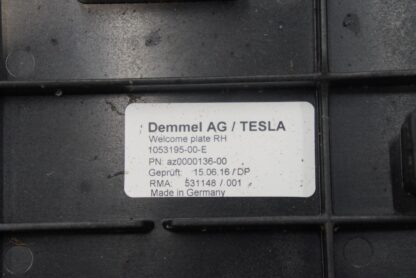 Demmel AG / TESLA
Welcome plate RH
1053195-00-E
PN: az0000136-00
Geprüft: 15.06.16 / DP
RMA: 531148 / 001
Made in Germany